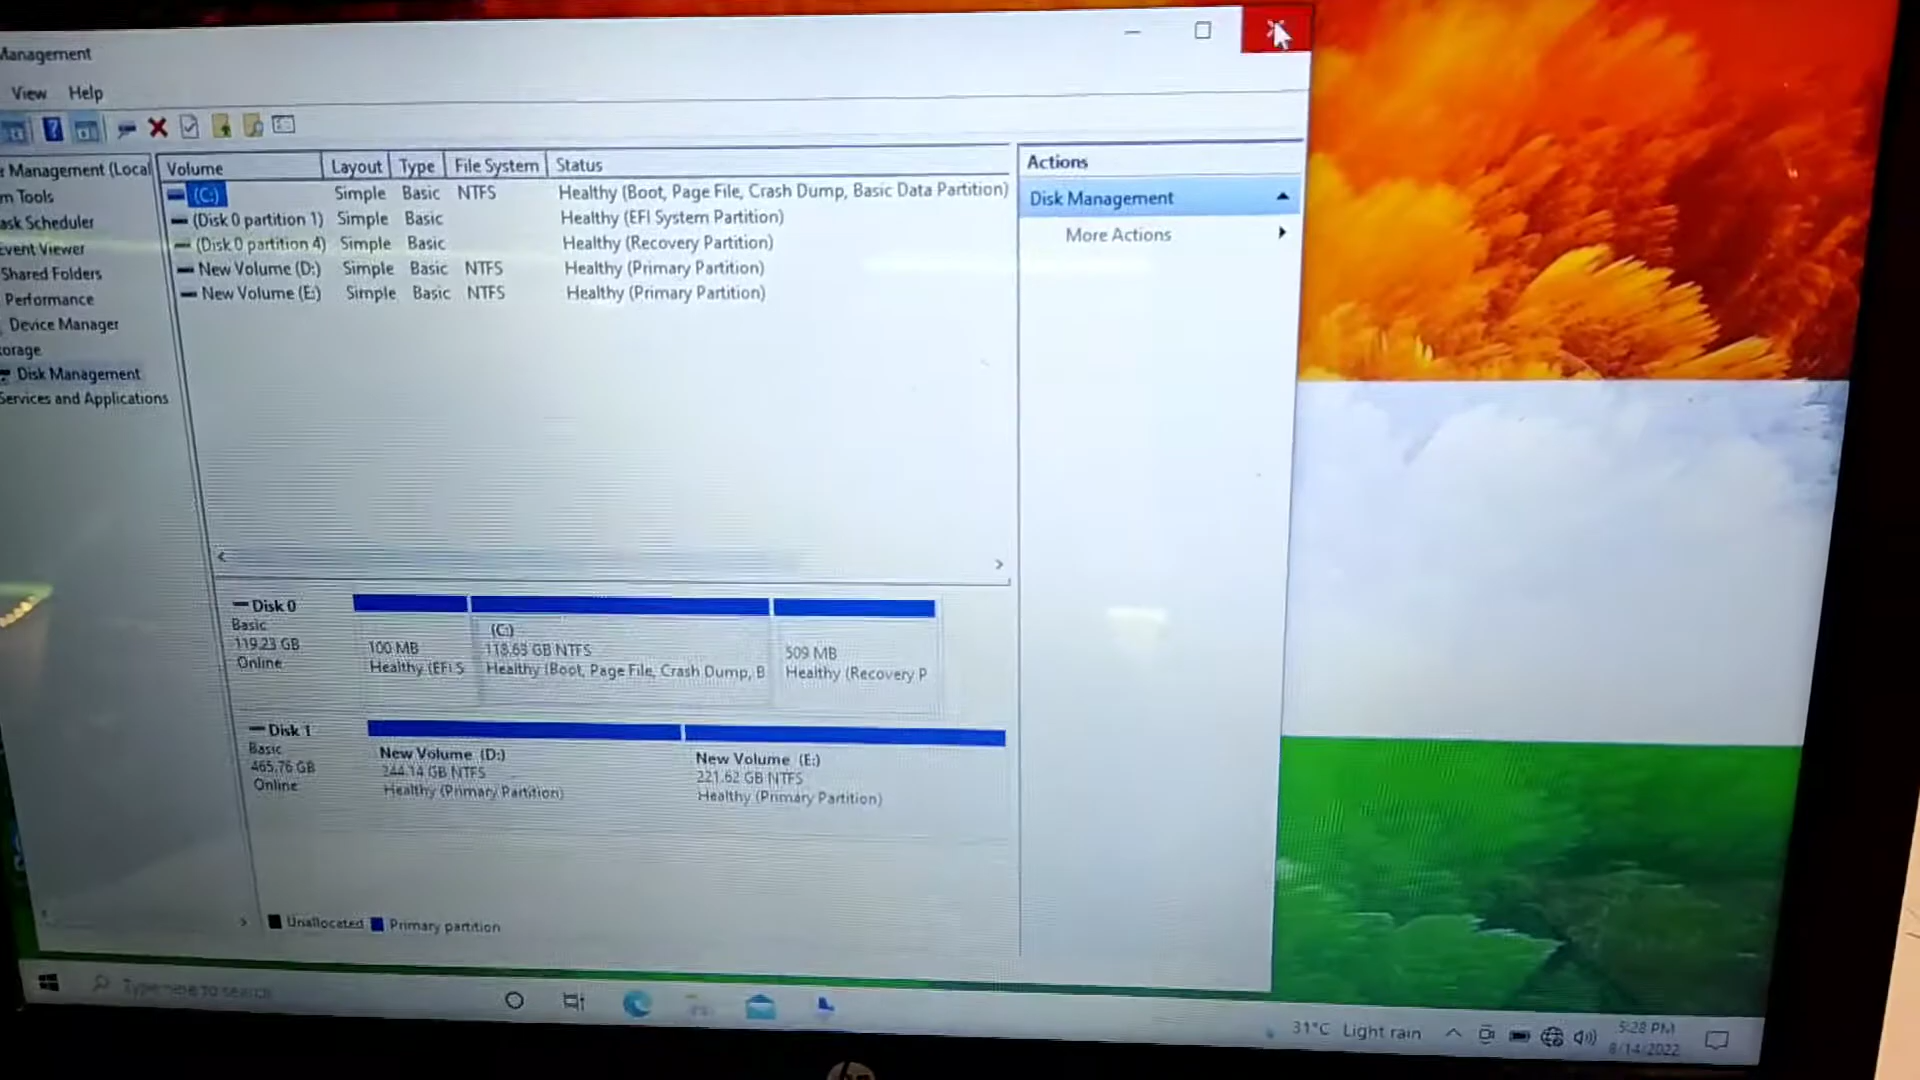 Management
View Help
Management (Local
m Tools
ask Scheduler
Event Viewer
Shared Folders
Performance
Device Manager
orage
Disk Management
Services and Applications
Volume Layout Type File System Status
(C:) Simple Basic NTFS Healthy (Boot, Page File, Crash Dump, Basic Data Partition)
(Disk 0 partition 1) Simple Basic Healthy (EFI System Partition)
(Disk 0 partition 4) Simple Basic Healthy (Recovery Partition)
New Volume (D:) Simple Basic NTFS Healthy (Primary Partition)
New Volume (E:) Simple Basic NTFS Healthy (Primary Partition)
Actions
Disk Management
More Actions
Disk 0
Basic
119.23 GB
Online
100 MB
Healthy (EFI S
(C:)
118.63 GB NTFS
Healthy (Boot, Page File, Crash Dump, B
509 MB
Healthy (Recovery P
Disk 1
Basic
465.76 GB
Online
New Volume (D:)
244.14 GB NTFS
Healthy (Primary Partition)
New Volume (E:)
221.62 GB NTFS
Healthy (Primary Partition)
Unallocated Primary partition
Type here to search
31°C Light rain
5:28 PM
8/14/2022
hp